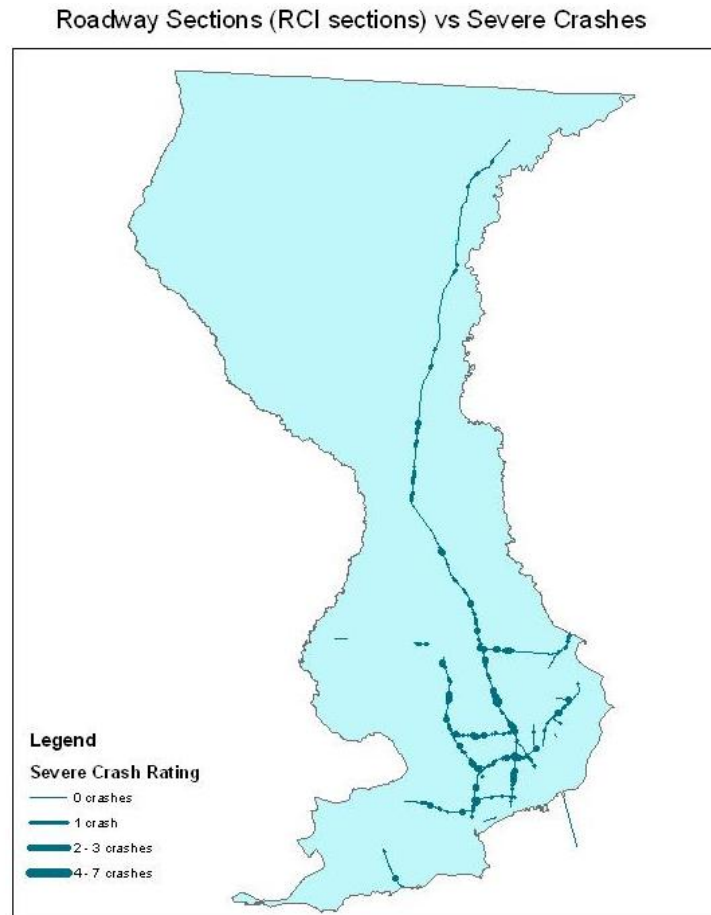 Roadway Sections (RCI sections) vs Severe Crashes
Legend
Severe Crash Rating
0 crashes
1 crash
2 - 3 crashes
4 - 7 crashes